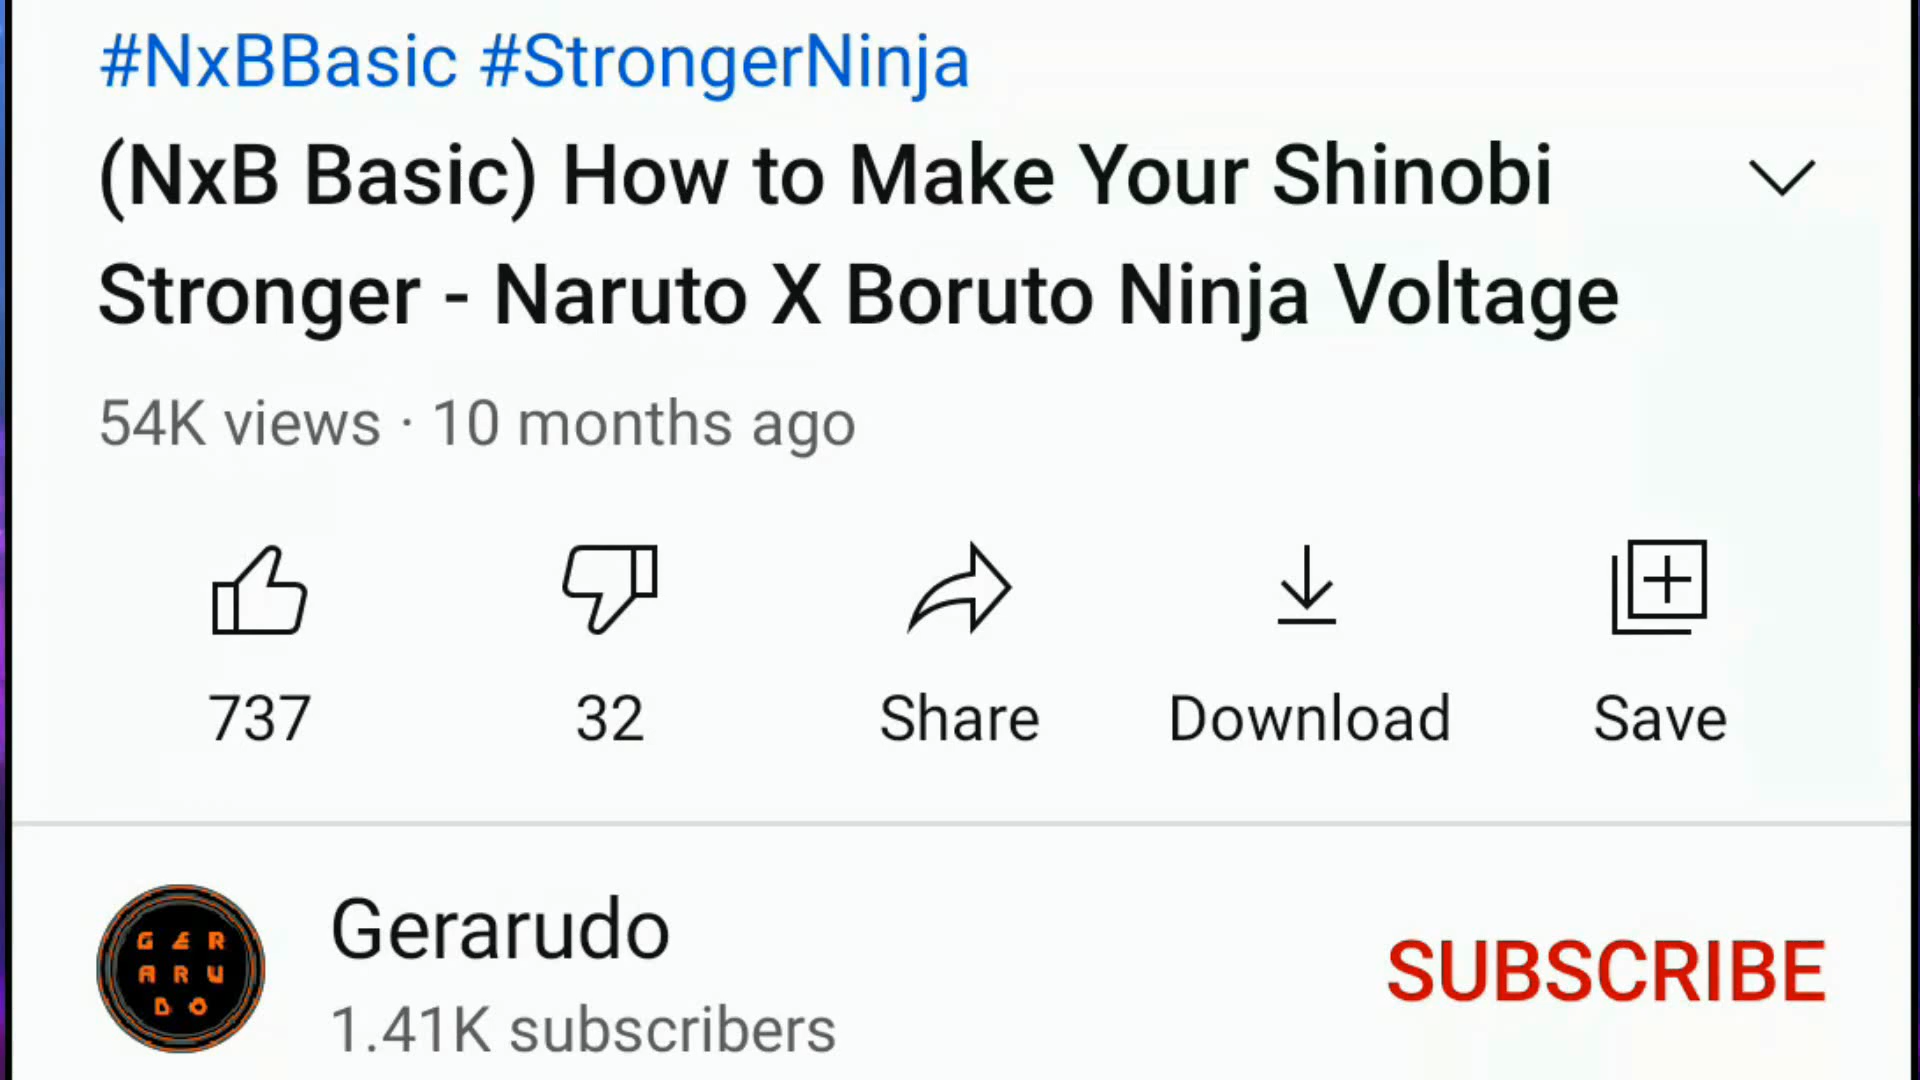 #NxBBasic #StrongerNinja
(NxB Basic) How to Make Your Shinobi
Stronger - Naruto X Boruto Ninja Voltage
54K views · 10 months ago
737 32 Share Download Save
GER
ARU
DO
Gerarudo
1.41K subscribers
SUBSCRIBE